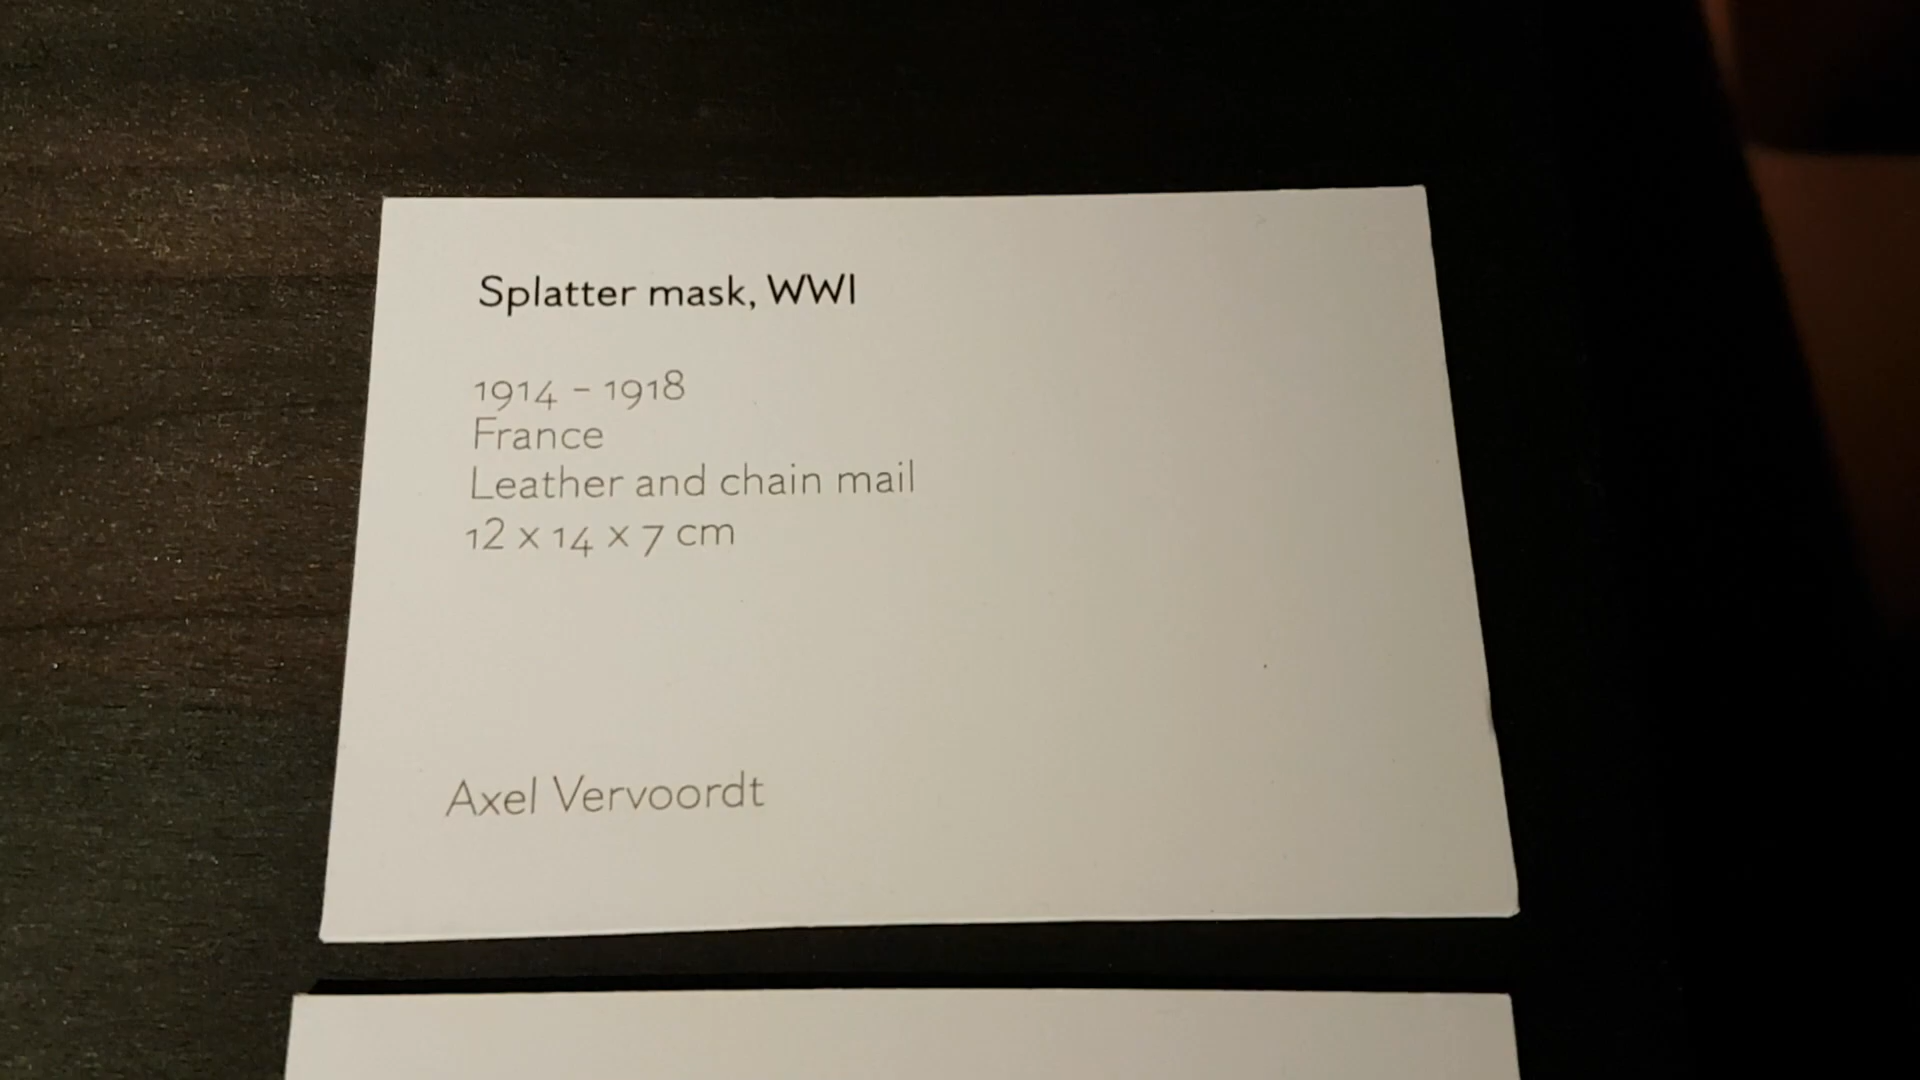 Splatter mask, WWI
1914 – 1918
France
Leather and chain mail
12 x 14 x 7 cm
Axel Vervoordt